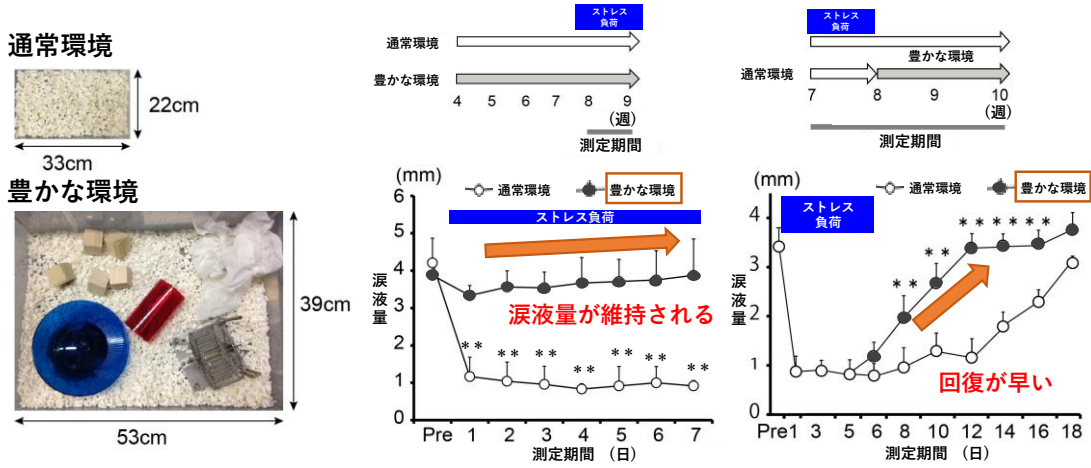 通常環境
22cm
33cm
豊かな環境
39cm
53cm
ストレス
負荷
通常環境
豊かな環境
4 5 6 7 8 9
(週)
測定期間
ストレス
負荷
豊かな環境
通常環境
7 8 9 10
(週)
測定期間
(mm)
通常環境 豊かな環境
ストレス負荷
涙液量
6
5
4
3
2
1
0
涙液量が維持される
** ** ** ** ** ** **
Pre 1 2 3 4 5 6 7
測定期間 (日)
(mm)
通常環境 豊かな環境
ストレス
負荷
涙液量
4
3
2
1
0
** ** ** ** **
回復が早い
Pre 1 3 5 6 8 10 12 14 16 18
測定期間 (日)